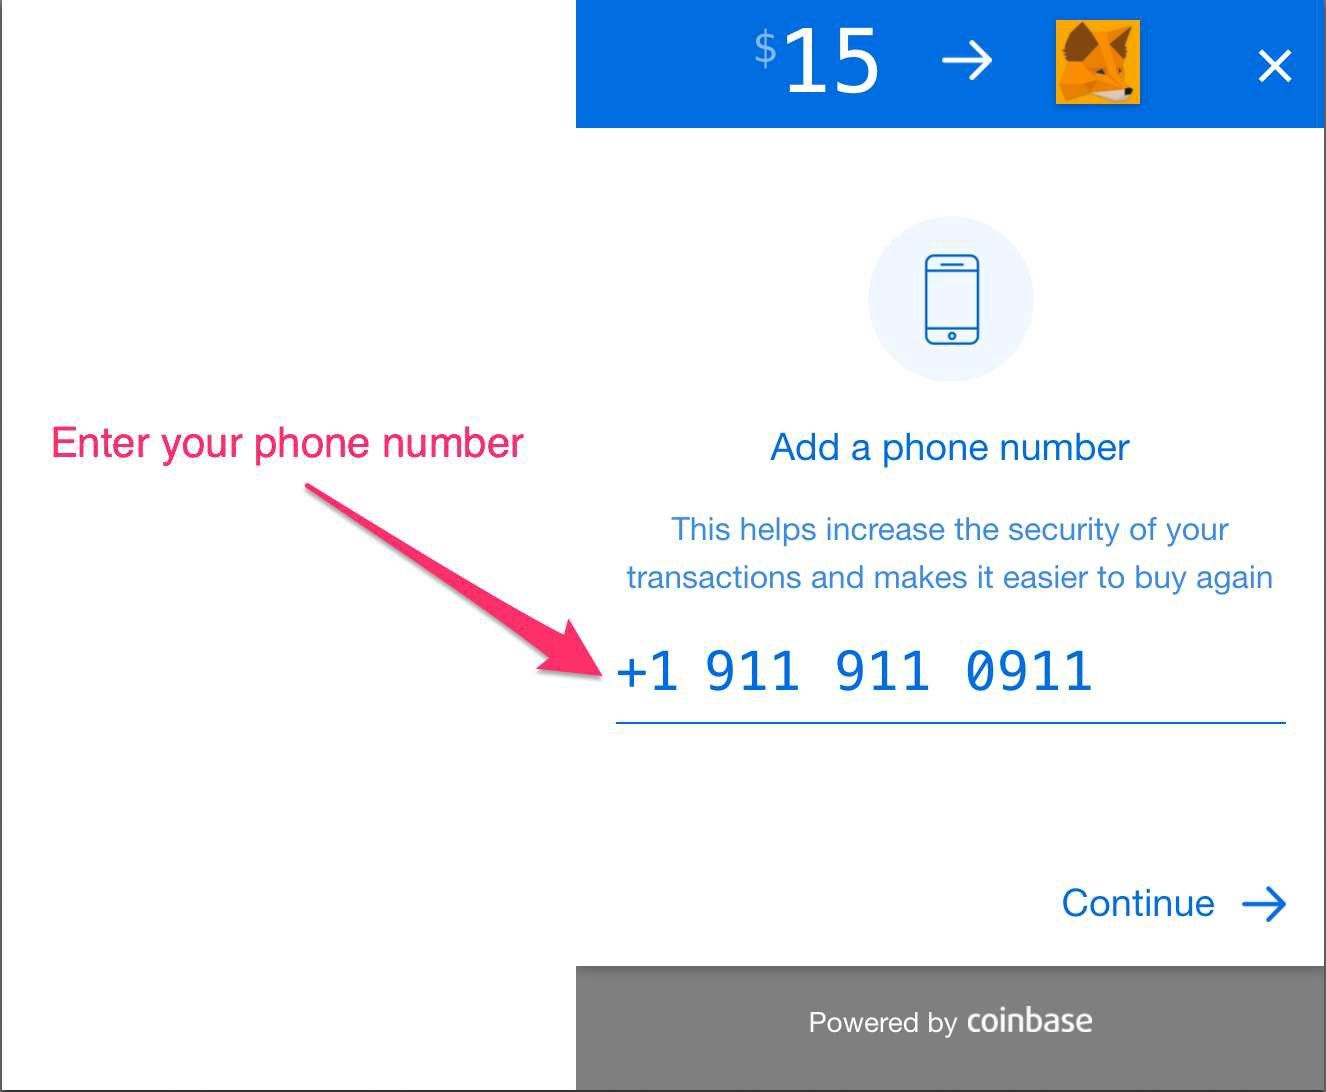 $15
Enter your phone number
Add a phone number
This helps increase the security of your
transactions and makes it easier to buy again
+1 911 911 0911
Continue
Powered by coinbase